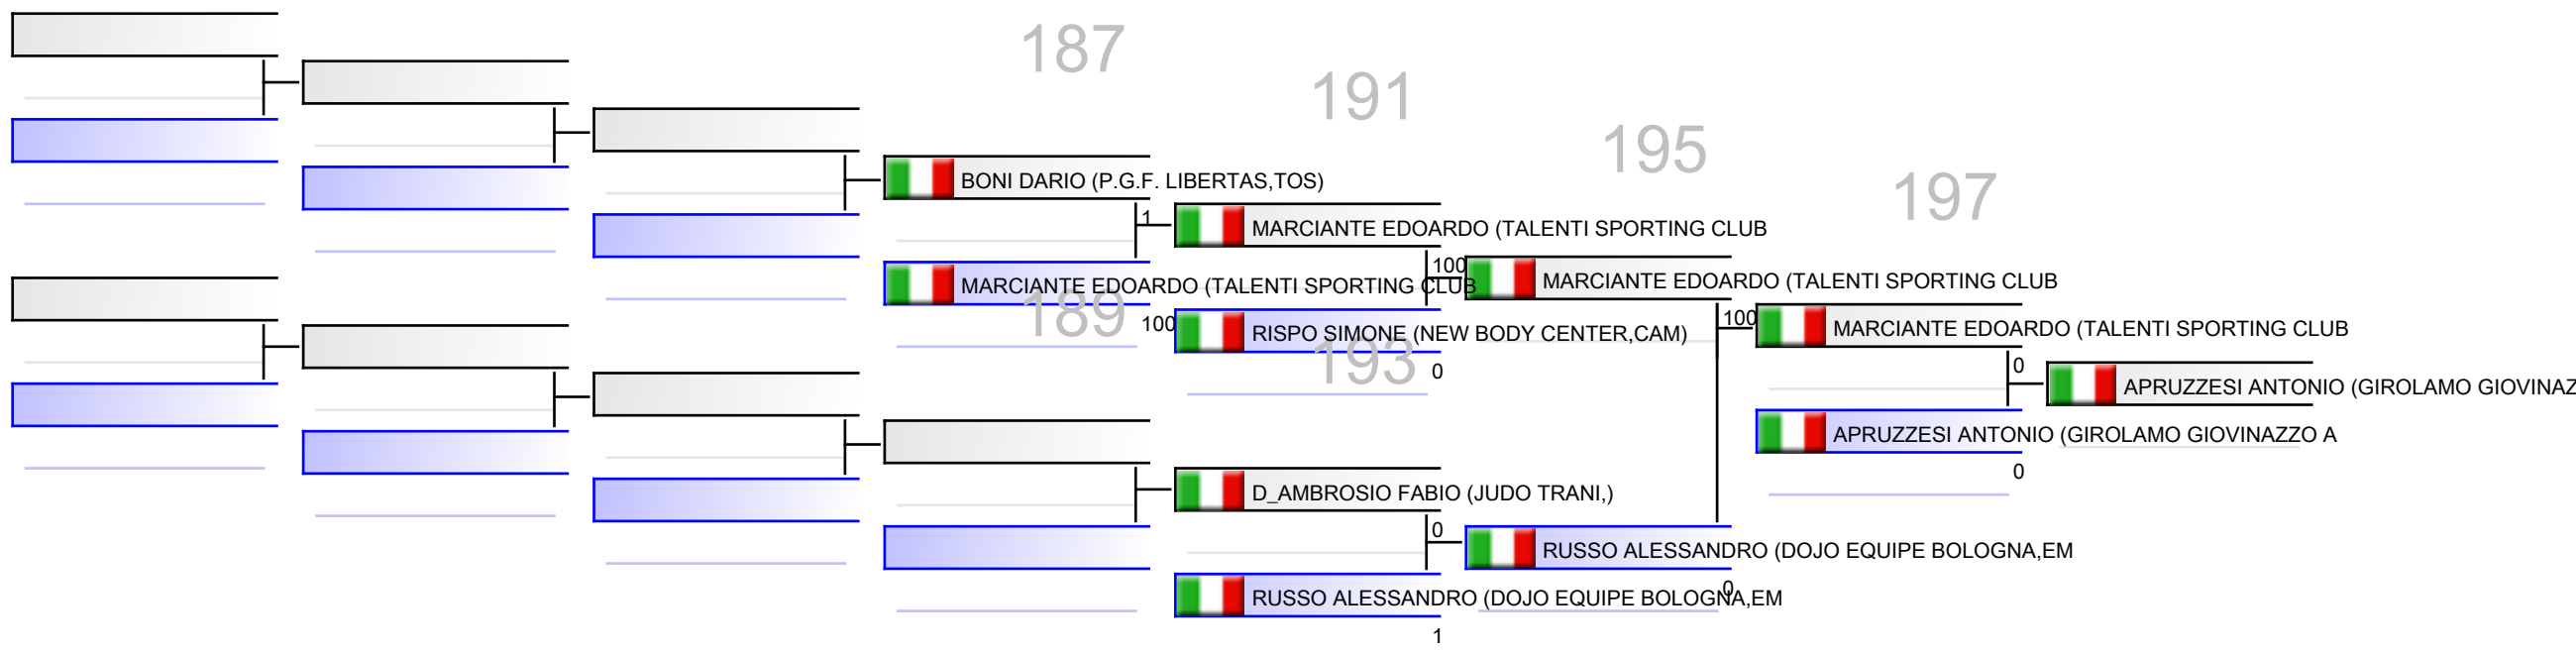 187
191
195
197
BONI DARIO (P.G.F. LIBERTAS,TOS)
1
MARCIANTE EDOARDO (TALENTI SPORTING CLUB
100
MARCIANTE EDOARDO (TALENTI SPORTING CLUB
MARCIANTE EDOARDO (TALENTI SPORTING CLUB
189
100
RISPO SIMONE (NEW BODY CENTER,CAM)
100
MARCIANTE EDOARDO (TALENTI SPORTING CLUB
193
0
0
APRUZZESI ANTONIO (GIROLAMO GIOVINAZ
APRUZZESI ANTONIO (GIROLAMO GIOVINAZZO A
0
D_AMBROSIO FABIO (JUDO TRANI,)
0
RUSSO ALESSANDRO (DOJO EQUIPE BOLOGNA,EM
0
RUSSO ALESSANDRO (DOJO EQUIPE BOLOGNA,EM
1